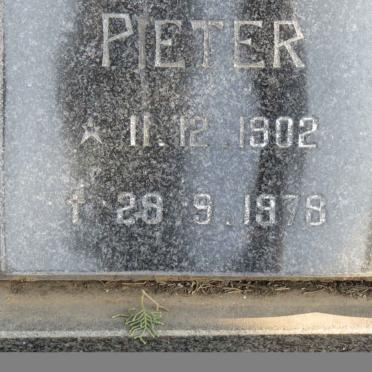 PIETER
★ 11.12.1902
† 28.9.1978